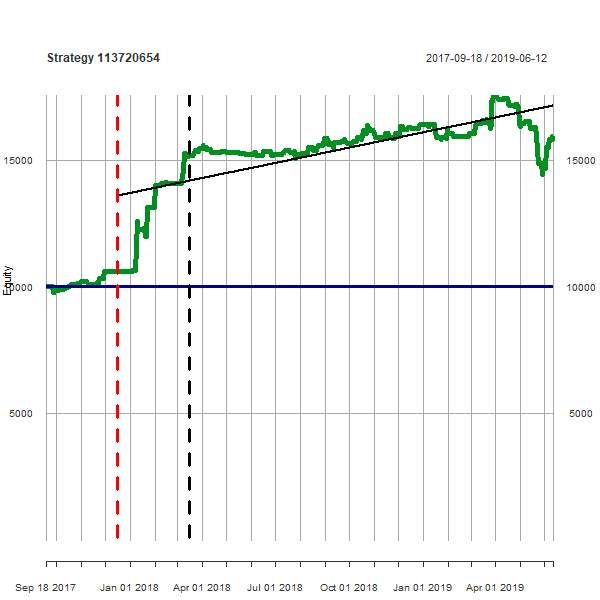 Strategy 113720654 2017-09-18 / 2019-06-12
15000 15000
Equity
10000 10000
5000 5000
Sep 18 2017 Jan 01 2018 Apr 01 2018 Jul 01 2018 Oct 01 2018 Jan 01 2019 Apr 01 2019